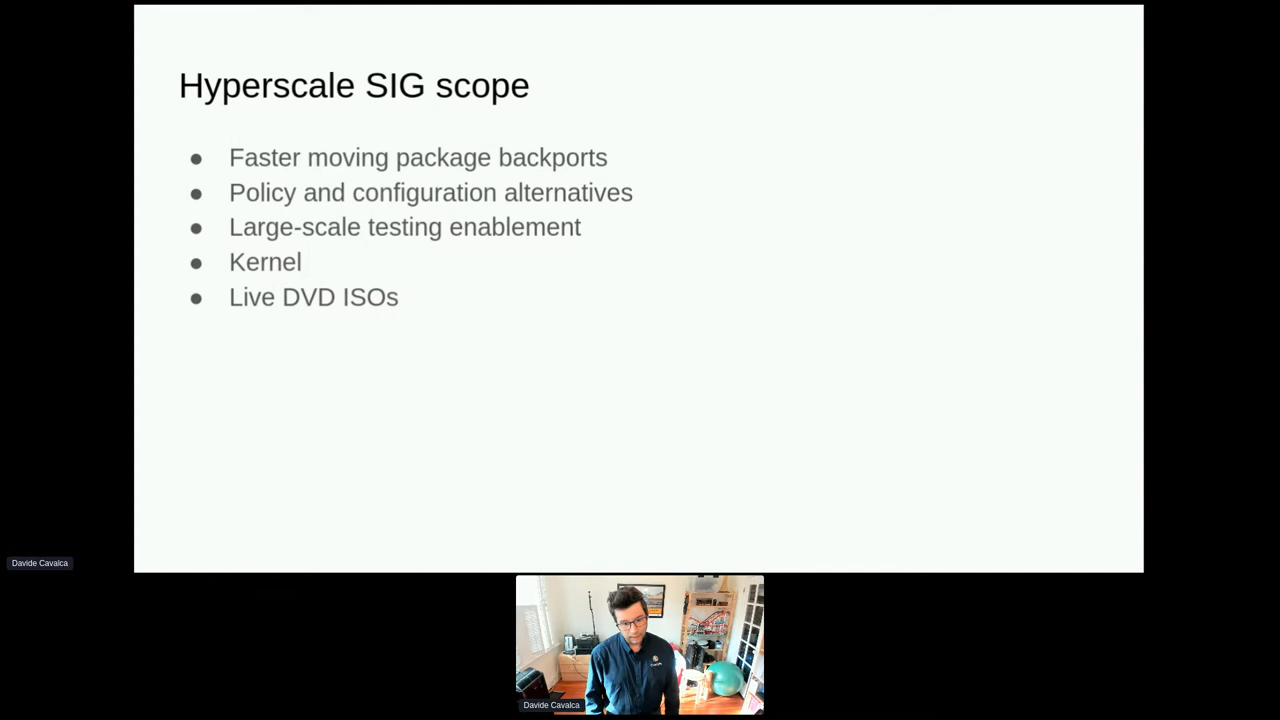 Hyperscale SIG scope
● Faster moving package backports
● Policy and configuration alternatives
● Large-scale testing enablement
● Kernel
● Live DVD ISOs
Davide Cavalca
Davide Cavalca